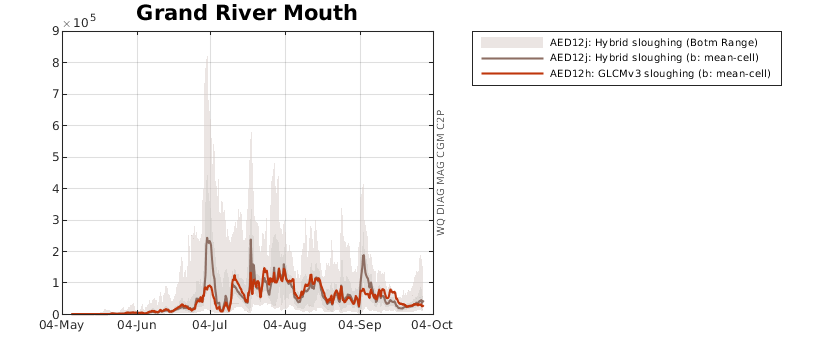 Grand River Mouth
×10⁵
9
8
7
6
5
4
3
2
1
0
04-May 04-Jun 04-Jul 04-Aug 04-Sep 04-Oct
WQ DIAG MAG CGM C2P
AED12j: Hybrid sloughing (Botm Range)
AED12j: Hybrid sloughing (b: mean-cell)
AED12h: GLCMv3 sloughing (b: mean-cell)